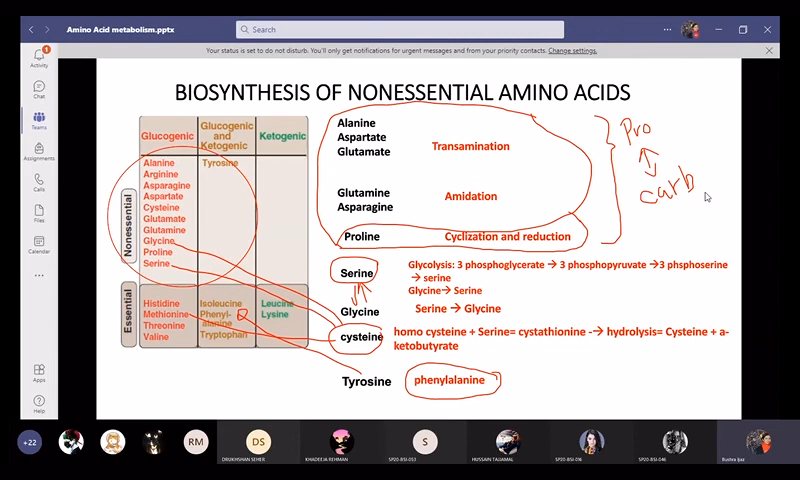 Amino Acid metabolism.pptx
Search
Your status is set to do not disturb. You'll only get notifications for urgent messages and from your priority contacts. Change settings.
Activity
1
Chat
Teams
Assignments
Calls
Files
Calendar
Apps
Help
BIOSYNTHESIS OF NONESSENTIAL AMINO ACIDS
Glucogenic
Glucogenic
and
Ketogenic
Ketogenic
Nonessential
Alanine
Arginine
Asparagine
Aspartate
Cysteine
Glutamate
Glutamine
Glycine
Proline
Serine
Tyrosine
Essential
Histidine
Methionine
Threonine
Valine
Isoleucine
Phenyl-
alanine
Tryptophan
Leucine
Lysine
Alanine
Aspartate
Glutamate
Transamination
Glutamine
Asparagine
Amidation
Proline
Cyclization and reduction
Pro
carb
Serine
Glycolysis: 3 phosphoglycerate → 3 phosphopyruvate →3 phsphoserine
→ serine
Glycine→ Serine
Glycine
Serine → Glycine
cysteine
homo cysteine + Serine= cystathionine -→ hydrolysis= Cysteine + a-
ketobutyrate
Tyrosine
phenylalanine
+22
RM
DS
DRUKHSHAN SEHER
KHADEEJA REHMAN
S
SP20-BSI-053
HUSSAIN TAJAMAL
SP20-BSI-016
SP20-BSI-046
Bushra Ijaz